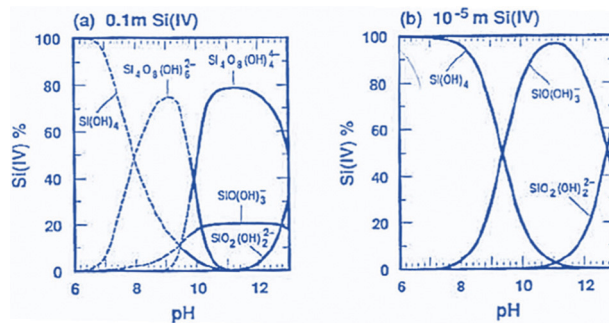 (a) 0.1m Si(IV)
Si(IV) %
100
80
60
40
20
0
6
8
10
12
pH
Si(OH)4
Si4O8(OH)6^2-
Si4O8(OH)4^4-
SiO(OH)3^-
SiO2(OH)2^2-
(b) 10^-5 m Si(IV)
Si(IV) %
100
80
60
40
20
0
6
8
10
12
pH
Si(OH)4
SiO(OH)3^-
SiO2(OH)2^2-